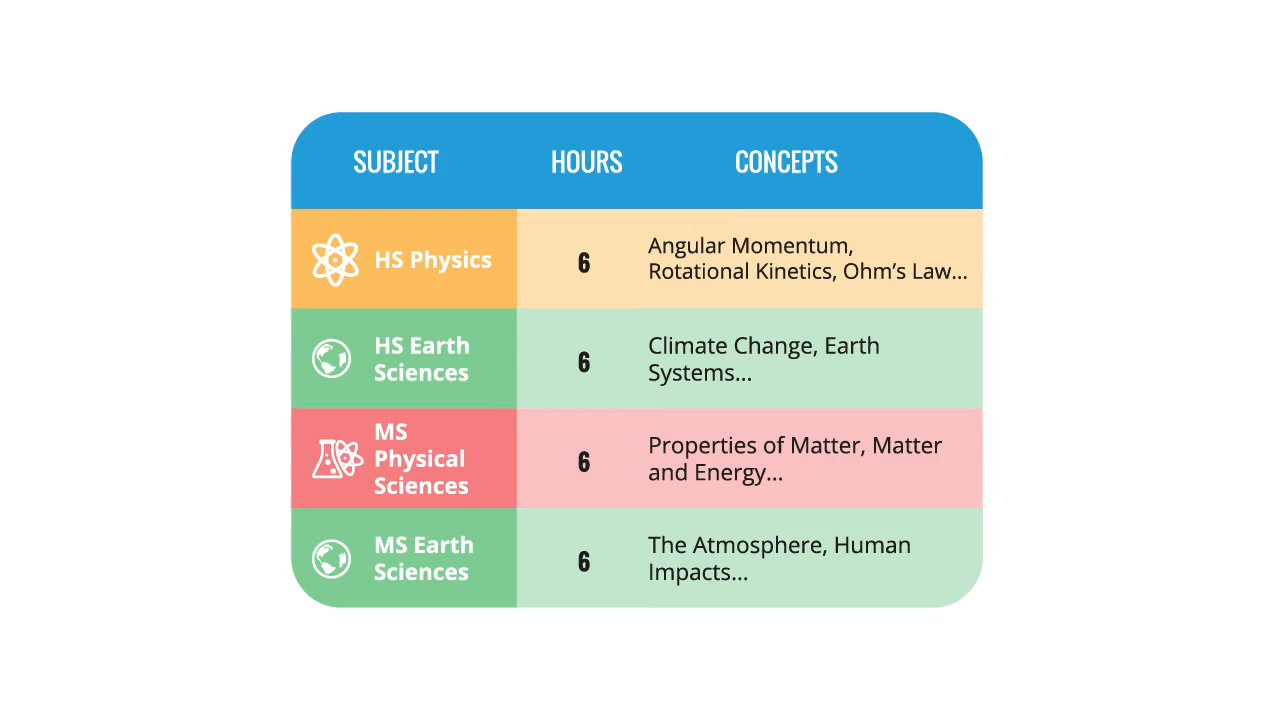 SUBJECT HOURS CONCEPTS
HS Physics 6 Angular Momentum,
Rotational Kinetics, Ohm’s Law...
HS Earth
Sciences 6 Climate Change, Earth
Systems...
MS
Physical
Sciences 6 Properties of Matter, Matter
and Energy...
MS Earth
Sciences 6 The Atmosphere, Human
Impacts...